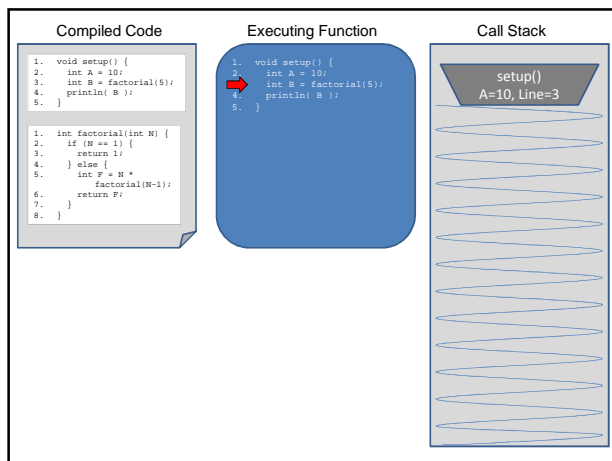 Compiled Code
1. void setup() {
2. int A = 10;
3. int B = factorial(5);
4. println( B );
5. }
1. int factorial(int N) {
2. if (N == 1) {
3. return 1;
4. } else {
5. int F = N *
factorial(N-1);
6. return F;
7. }
8. }
Executing Function
1. void setup() {
2. int A = 10;
3. int B = factorial(5);
4. println( B );
5. }
Call Stack
setup()
A=10, Line=3